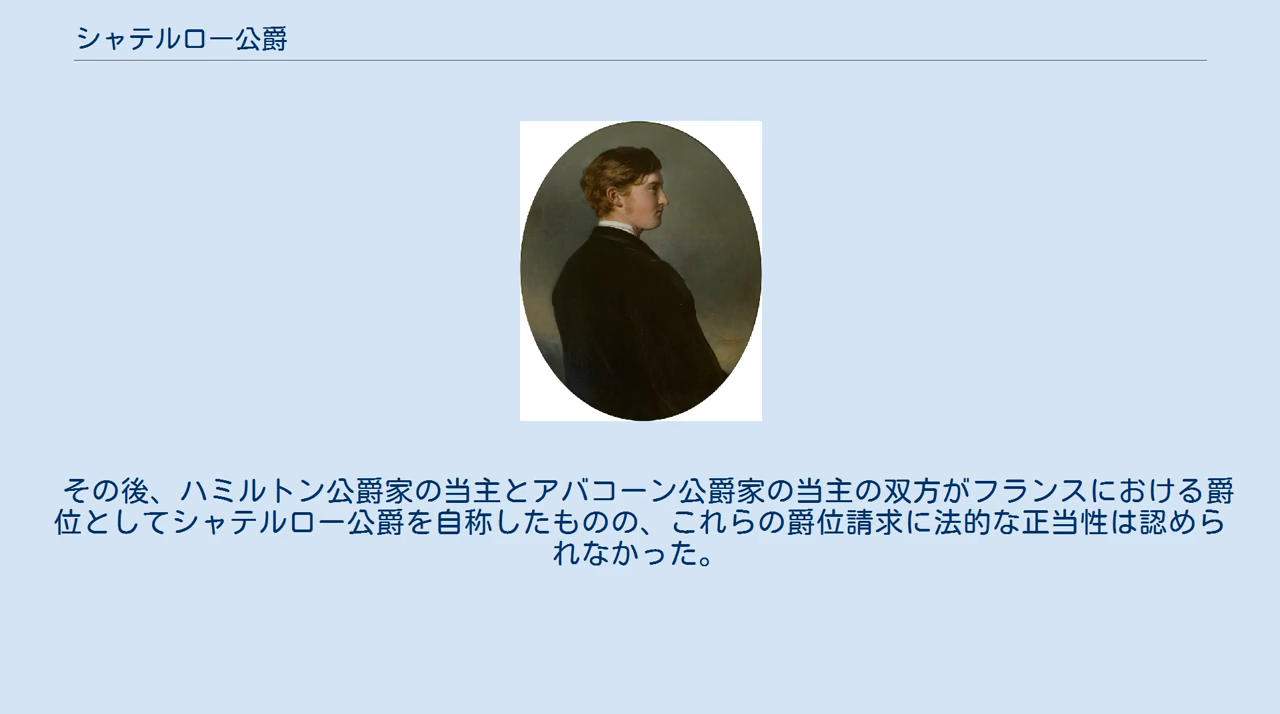 シャテルロー公爵
その後、ハミルトン公爵家の当主とアバコーン公爵家の当主の双方がフランスにおける爵
位としてシャテルロー公爵を自称したものの、これらの爵位請求に法的な正当性は認めら
れなかった。